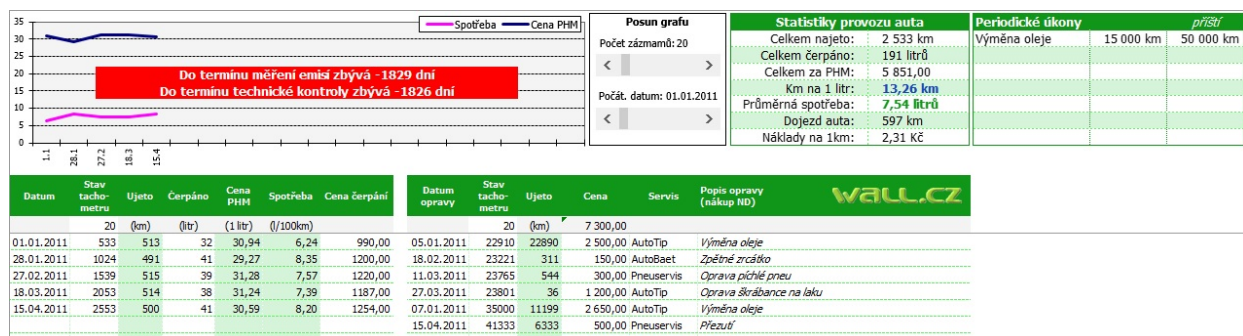 Spotřeba Cena PHM
35
30
25
20
15
10
5
0
Do termínu měření emisí zbývá -1829 dní
Do termínu technické kontroly zbývá -1826 dní
1.1 28.1 27.2 18.3 15.4
Posun grafu
Počet zázmamů: 20
Počát. datum: 01.01.2011
Statistiky provozu auta
Celkem najeto: 2 533 km
Celkem čerpáno: 191 litrů
Celkem za PHM: 5 851,00
Km na 1 litr: 13,26 km
Průměrná spotřeba: 7,54 litrů
Dojezd auta: 597 km
Náklady na 1km: 2,31 Kč
Periodické úkony příští
Výměna oleje 15 000 km 50 000 km
Datum Stav tacho- metru Ujeto Čerpáno Cena PHM Spotřeba Cena čerpání
20 (km) (litr) (1 litr) (l/100km)
01.01.2011 533 513 32 30,94 6,24 990,00
28.01.2011 1024 491 41 29,27 8,35 1200,00
27.02.2011 1539 515 39 31,28 7,57 1220,00
18.03.2011 2053 514 38 31,24 7,39 1187,00
15.04.2011 2553 500 41 30,59 8,20 1254,00
Datum opravy Stav tacho- metru Ujeto Cena Servis Popis opravy (nákup ND) wall.cz
20 (km) 7 300,00
05.01.2011 22910 22890 2 500,00 AutoTip Výměna oleje
18.02.2011 23221 311 150,00 AutoBaet Zpětné zrcátko
11.03.2011 23765 544 300,00 Pneuservis Oprava píchlé pneu
27.03.2011 23801 36 1 200,00 AutoTip Oprava škrábance na laku
07.01.2011 35000 11199 2 650,00 AutoTip Výměna oleje
15.04.2011 41333 6333 500,00 Pneuservis Přezutí